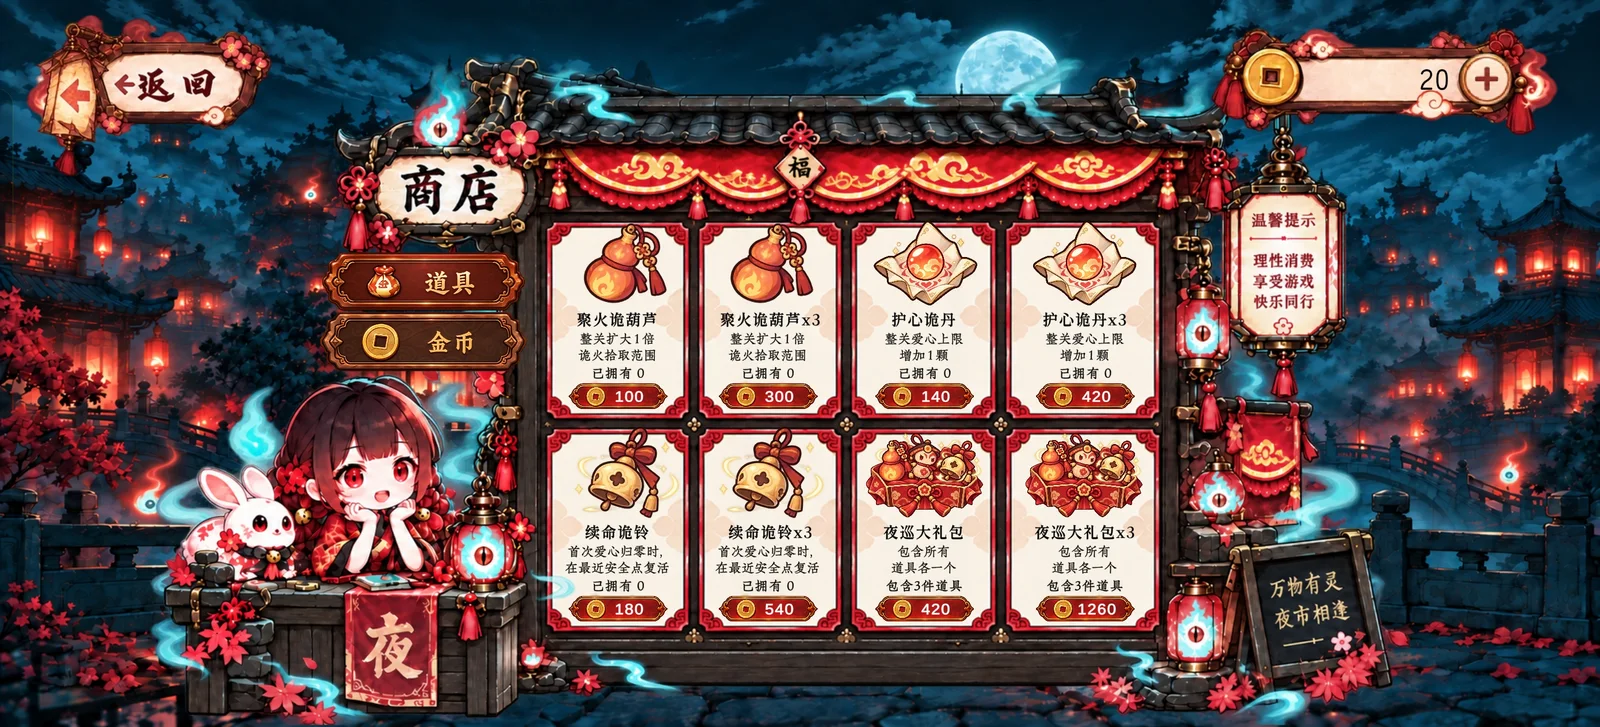 ←返回
20
商店
福
道具
金币
温馨提示
理性消费
享受游戏
快乐同行
聚火诡葫芦
整关扩大1倍
诡火拾取范围
已拥有 0
100
聚火诡葫芦x3
整关扩大1倍
诡火拾取范围
已拥有 0
300
护心诡丹
整关爱心上限
增加1颗
已拥有 0
140
护心诡丹x3
整关爱心上限
增加1颗
已拥有 0
420
续命诡铃
首次爱心归零时,
在最近安全点复活
已拥有 0
180
续命诡铃x3
首次爱心归零时,
在最近安全点复活
已拥有 0
540
夜巡大礼包
包含所有
道具各一个
包含3件道具
420
夜巡大礼包x3
包含所有
道具各一个
包含3件道具
1260
夜
万物有灵
夜市相逢